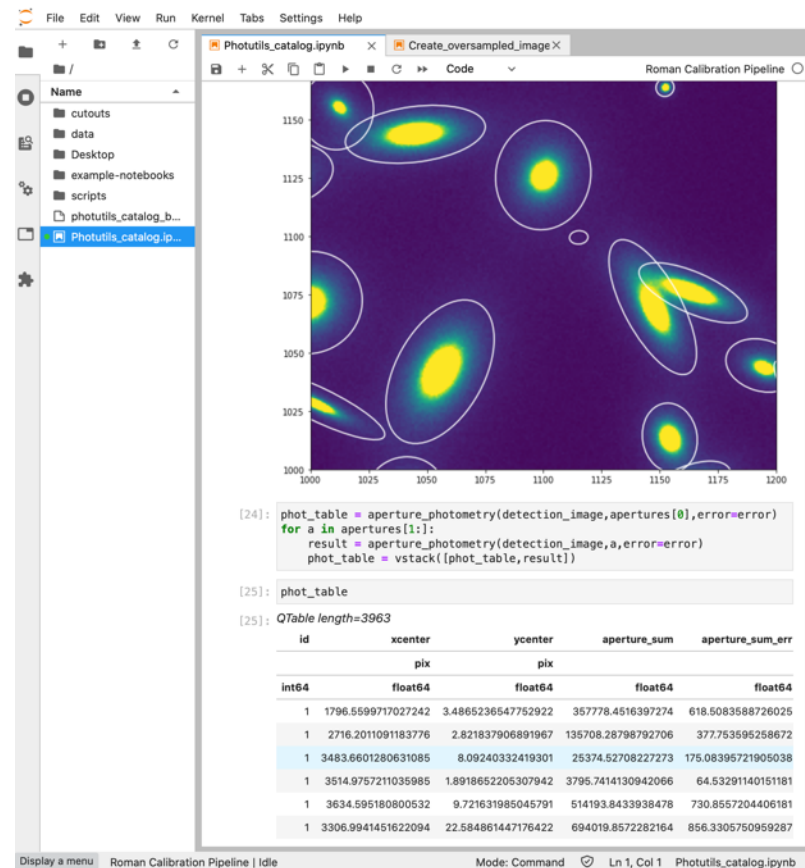 File Edit View Run Kernel Tabs Settings Help
Photutils_catalog.ipynb
Create_oversampled_image
Code
Roman Calibration Pipeline
/
Name
cutouts
data
Desktop
example-notebooks
scripts
photutils_catalog_b...
Photutils_catalog.ip...
1150
1125
1100
1075
1050
1025
1000
1000 1025 1050 1075 1100 1125 1150 1175 1200
[24]: phot_table = aperture_photometry(detection_image,apertures[0],error=error)
for a in apertures[1:]:
    result = aperture_photometry(detection_image,a,error=error)
    phot_table = vstack([phot_table,result])
[25]: phot_table
[25]: QTable length=3963
id xcenter ycenter aperture_sum aperture_sum_err
pix pix
int64 float64 float64 float64 float64
1 1796.5599717027242 3.4865236547752922 357778.4516397274 618.5083588726025
1 2716.2011091183776 2.821837906891967 135708.28798792706 377.753595258672
1 3483.6601280631085 8.09240332419301 25374.52708227273 175.08395721905038
1 3514.9757211035985 1.8918652205307942 3795.7414130942066 64.53291140151181
1 3634.595180800532 9.721631985045791 514193.8433938478 730.8557204406181
1 3306.9941451622094 22.584861447176422 694019.8572282164 856.3305750959287
Display a menu Roman Calibration Pipeline | Idle Mode: Command Ln 1, Col 1 Photutils_catalog.ipynb